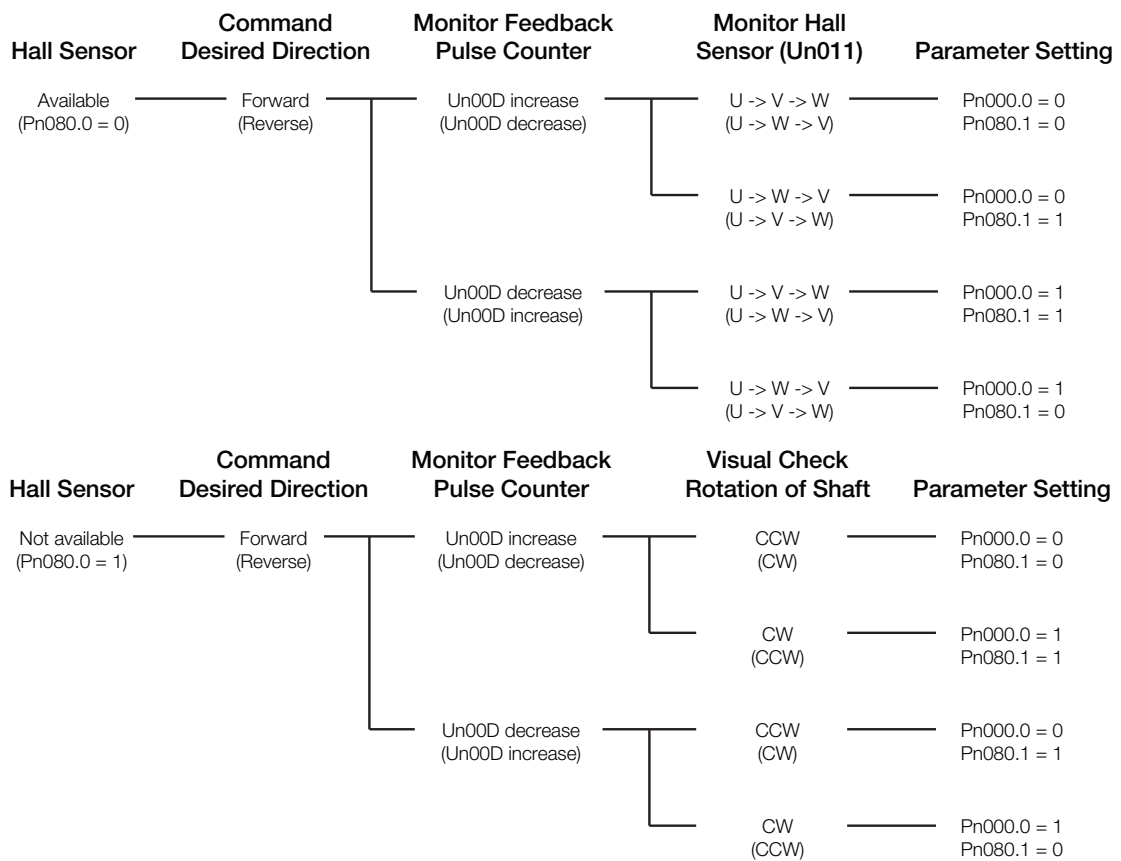 Hall Sensor
Command
Desired Direction
Monitor Feedback
Pulse Counter
Monitor Hall
Sensor (Un011)
Parameter Setting
Available
(Pn080.0 = 0)
Forward
(Reverse)
Un00D increase
(Un00D decrease)
U -> V -> W
(U -> W -> V)
Pn000.0 = 0
Pn080.1 = 0
U -> W -> V
(U -> V -> W)
Pn000.0 = 0
Pn080.1 = 1
Un00D decrease
(Un00D increase)
U -> V -> W
(U -> W -> V)
Pn000.0 = 1
Pn080.1 = 1
U -> W -> V
(U -> V -> W)
Pn000.0 = 1
Pn080.1 = 0
Hall Sensor
Command
Desired Direction
Monitor Feedback
Pulse Counter
Visual Check
Rotation of Shaft
Parameter Setting
Not available
(Pn080.0 = 1)
Forward
(Reverse)
Un00D increase
(Un00D decrease)
CCW
(CW)
Pn000.0 = 0
Pn080.1 = 0
CW
(CCW)
Pn000.0 = 1
Pn080.1 = 1
Un00D decrease
(Un00D increase)
CCW
(CW)
Pn000.0 = 0
Pn080.1 = 1
CW
(CCW)
Pn000.0 = 1
Pn080.1 = 0